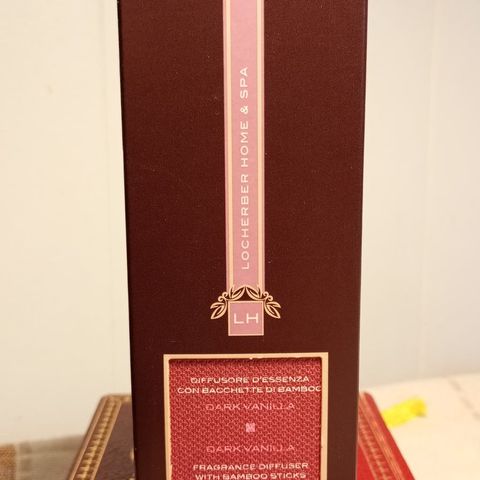 LOCHERBER HOME & SPA
LH
DIFFUSORE D'ESSENZA
CON BACCHETTE DI BAMBOO
DARK VANILLA
DARK VANILLA
FRAGRANCE DIFFUSER
WITH BAMBOO STICKS